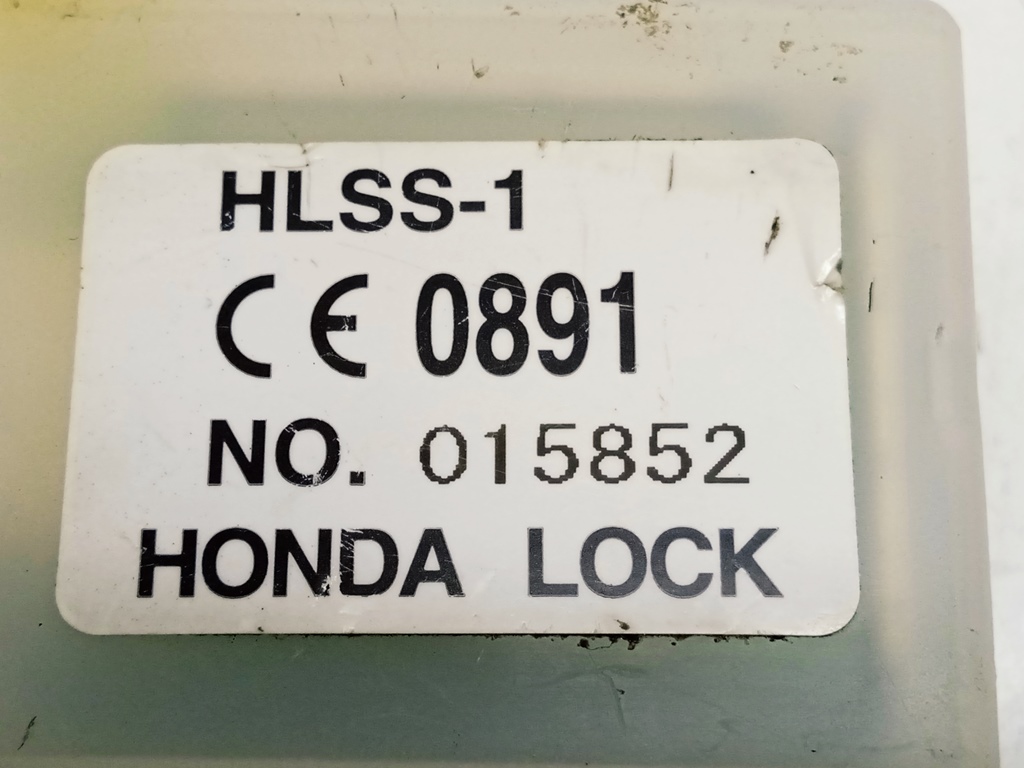 HLSS-1
CE 0891
NO. 015852
HONDA LOCK